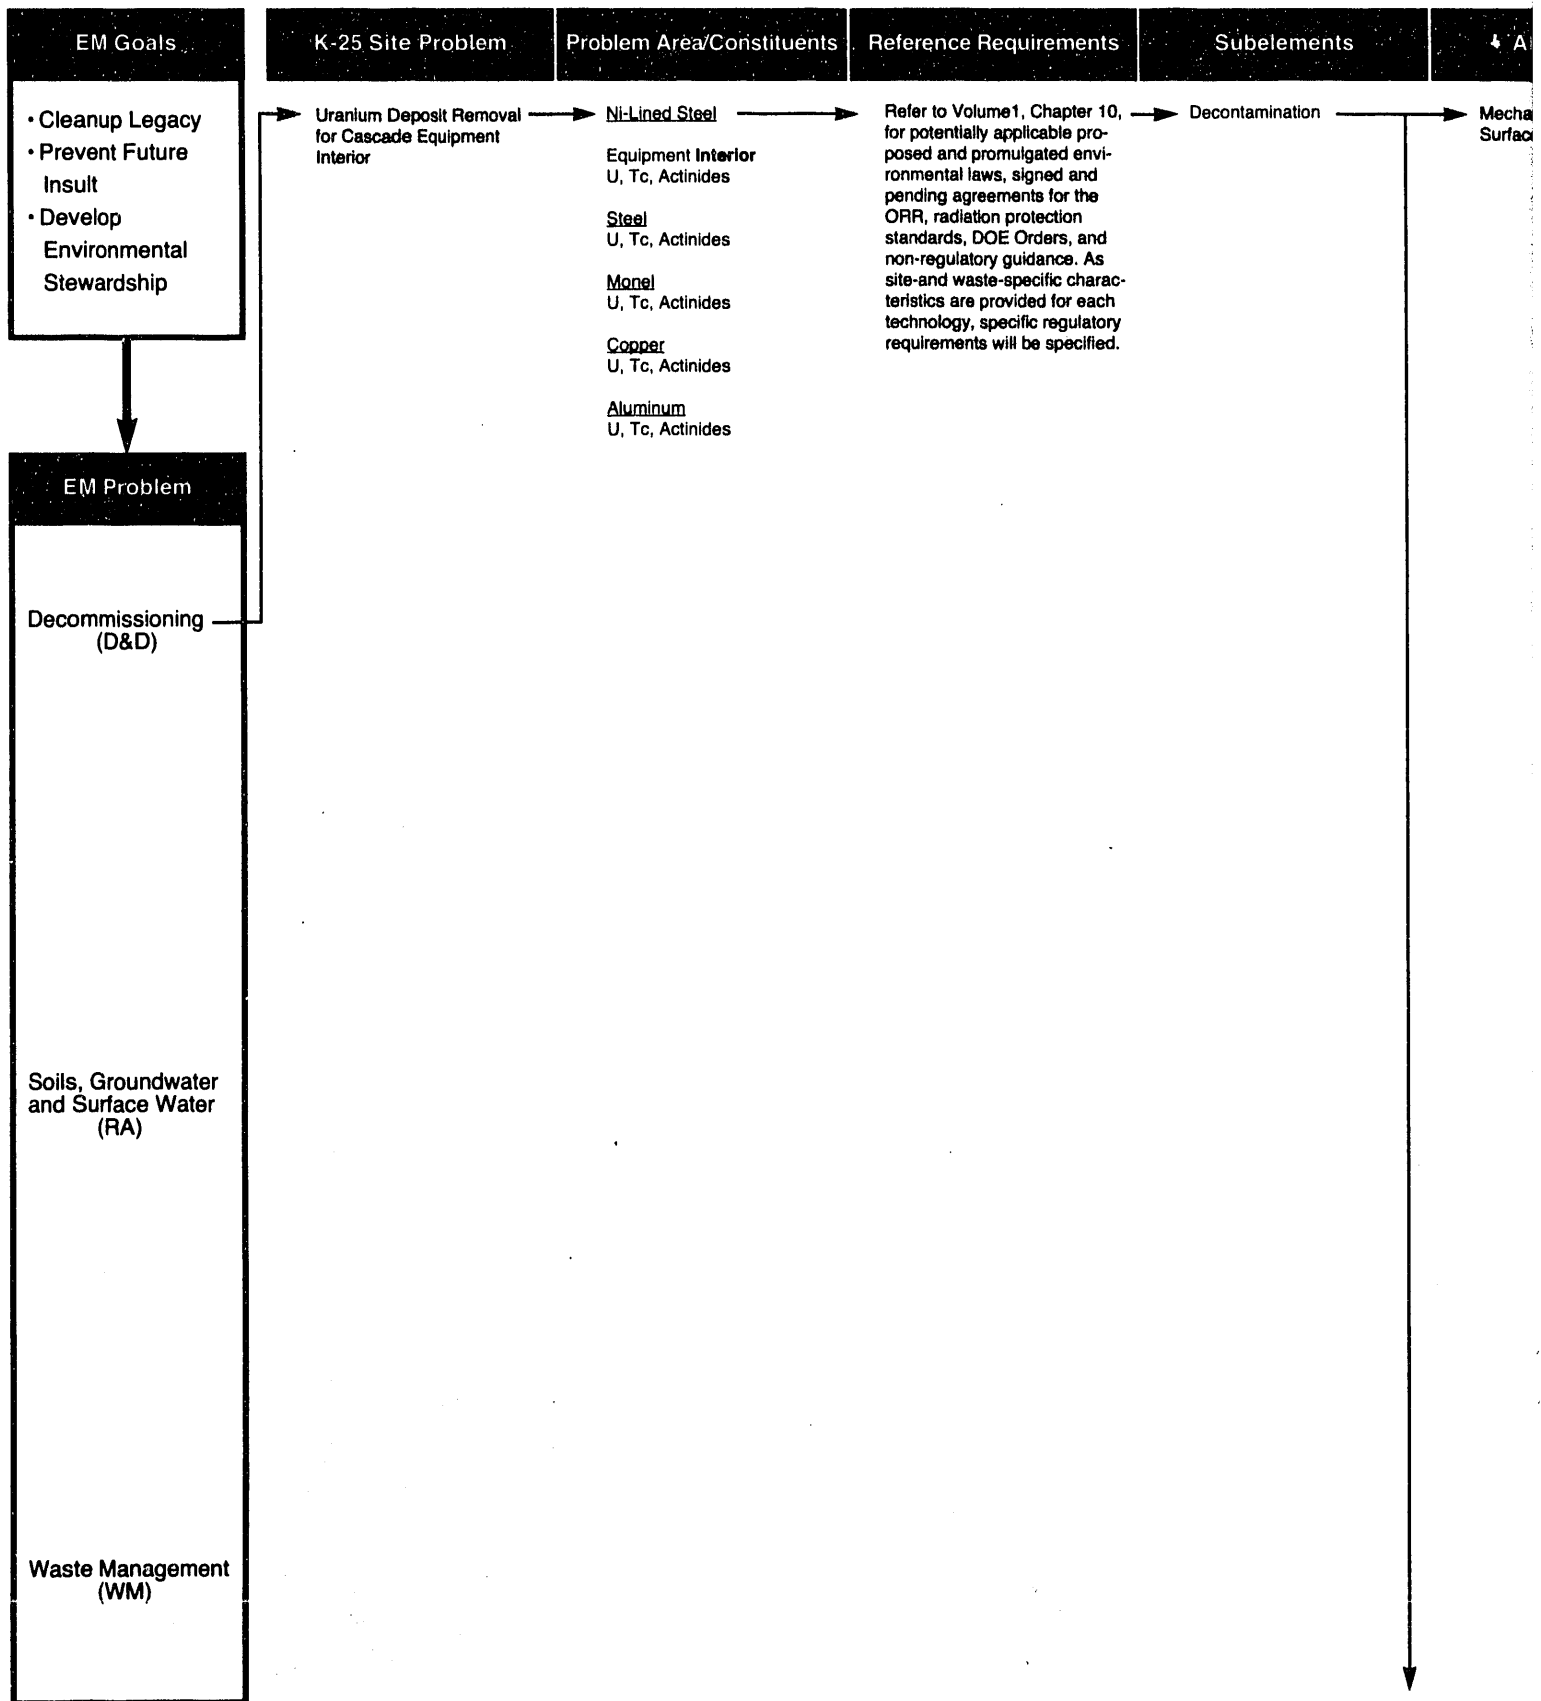 EM Goals
• Cleanup Legacy
• Prevent Future
Insult
• Develop
Environmental
Stewardship
EM Problem
Decommissioning
(D&D)
Soils, Groundwater
and Surface Water
(RA)
Waste Management
(WM)
K-25 Site Problem
Uranium Deposit Removal
for Cascade Equipment
Interior
Problem Area/Constituents
Ni-Lined Steel
Equipment Interior
U, Tc, Actinides
Steel
U, Tc, Actinides
Monel
U, Tc, Actinides
Copper
U, Tc, Actinides
Aluminum
U, Tc, Actinides
Reference Requirements
Refer to Volume1, Chapter 10,
for potentially applicable pro-
posed and promulgated envi-
ronmental laws, signed and
pending agreements for the
ORR, radiation protection
standards, DOE Orders, and
non-regulatory guidance. As
site-and waste-specific charac-
teristics are provided for each
technology, specific regulatory
requirements will be specified.
Subelements
Decontamination
A
Mecha
Surfac